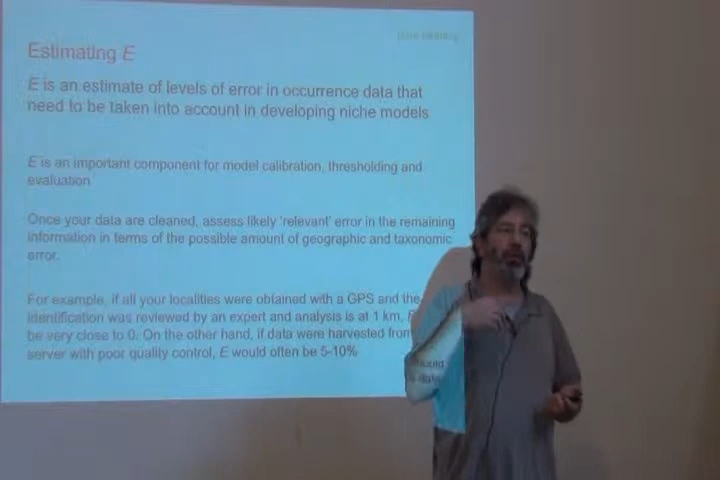 Estimating E
E is an estimate of levels of error in occurrence data that
need to be taken into account in developing niche models
E is an important component for model calibration, thresholding and
evaluation
Once your data are cleaned, assess likely 'relevant' error in the remaining
information in terms of the possible amount of geographic and taxonomic
error.
For example, if all your localities were obtained with a GPS and the
identification was reviewed by an expert and analysis is at 1 km, E
should
be very close to 0. On the other hand, if data were harvested from
data
server with poor quality control, E would often be 5-10%